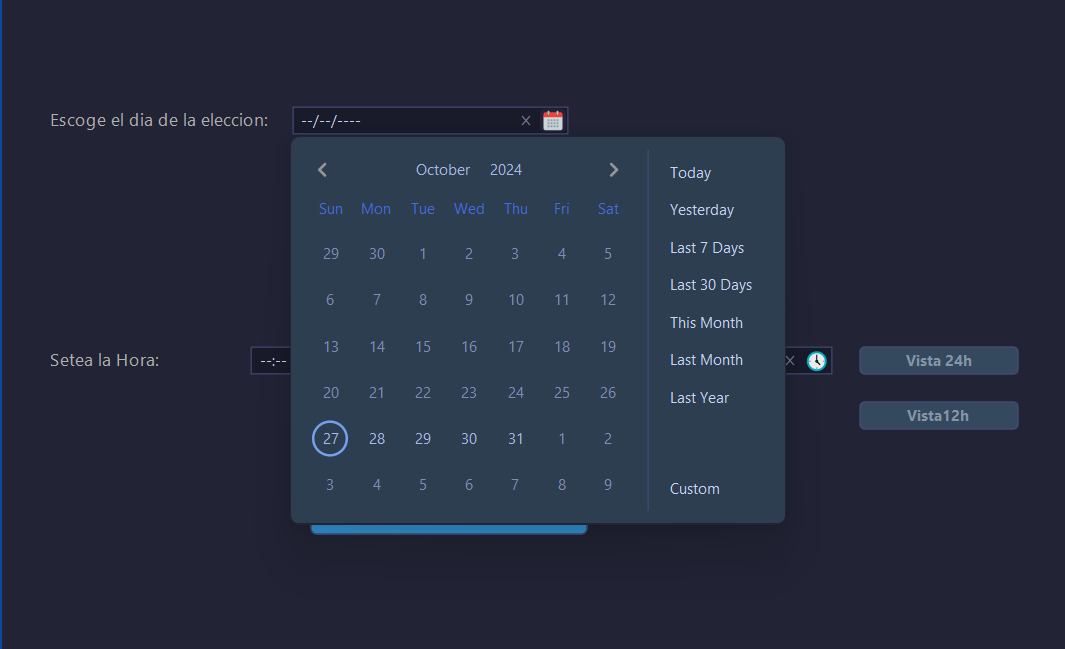 Escoge el dia de la eleccion: --/--/----
October 2024
Sun Mon Tue Wed Thu Fri Sat
29 30 1 2 3 4 5
6 7 8 9 10 11 12
13 14 15 16 17 18 19
20 21 22 23 24 25 26
27 28 29 30 31 1 2
3 4 5 6 7 8 9
Today
Yesterday
Last 7 Days
Last 30 Days
This Month
Last Month
Last Year
Custom
Setea la Hora: --:--
Vista 24h
Vista12h